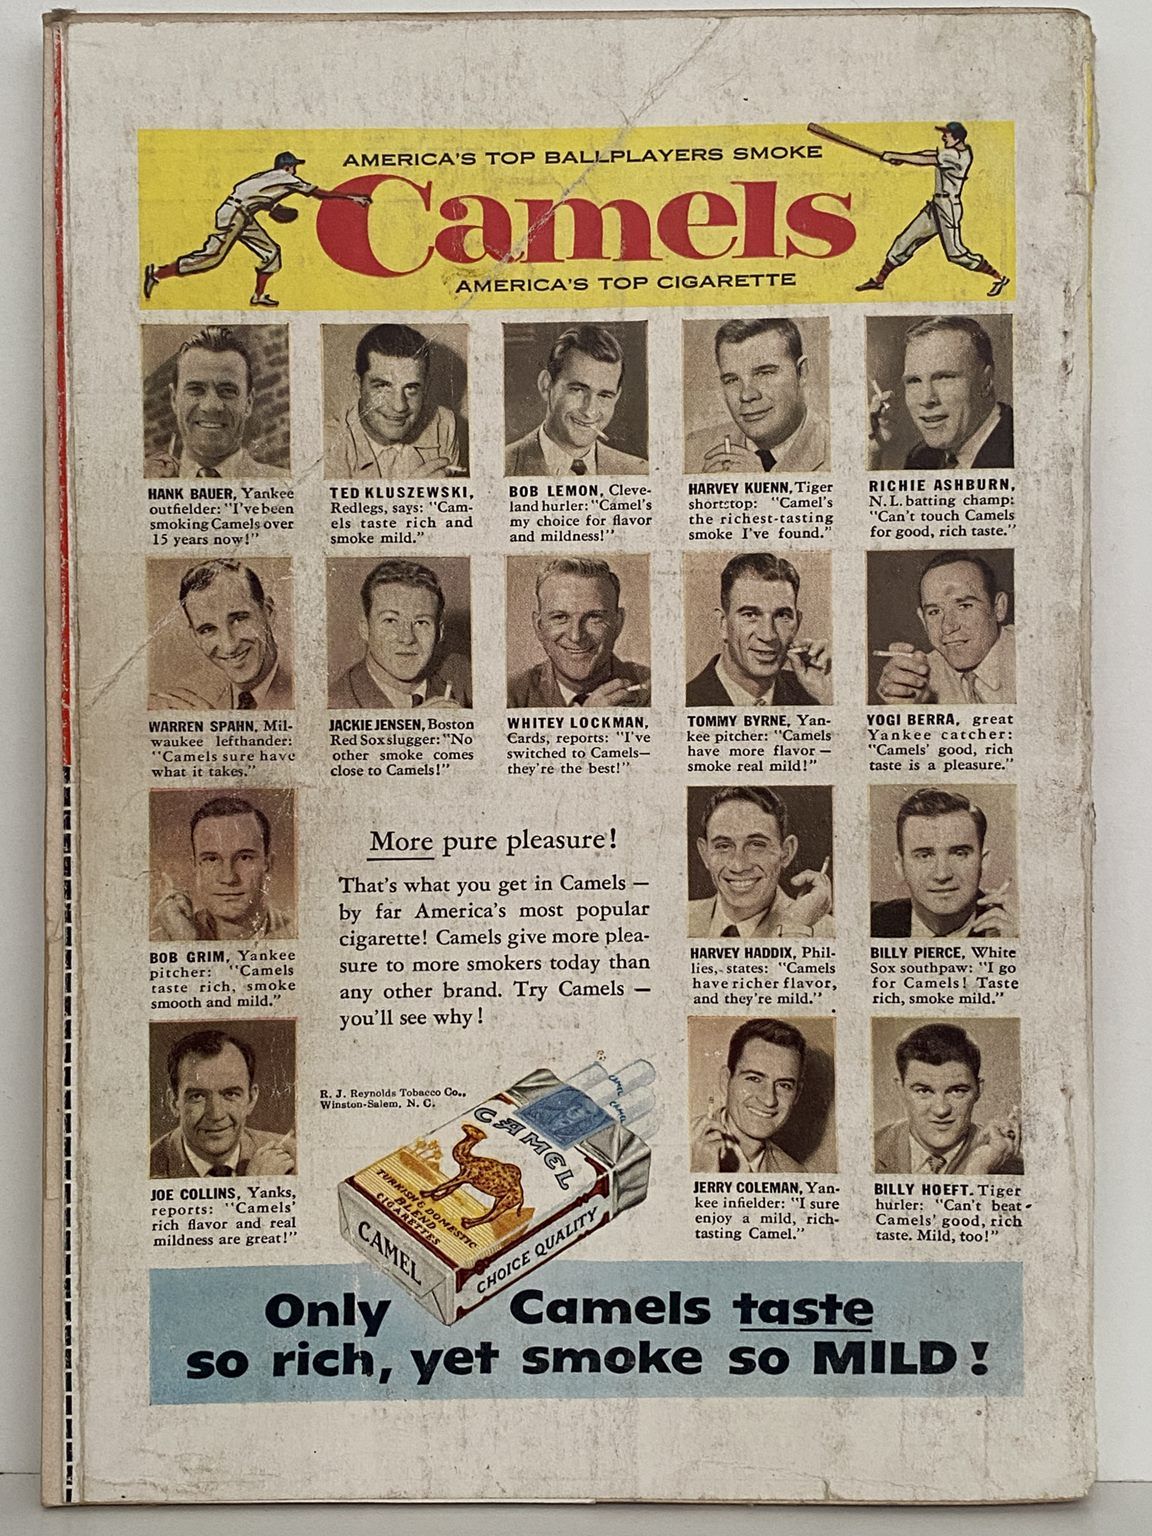 AMERICA'S TOP BALLPLAYERS SMOKE
Camels
AMERICA'S TOP CIGARETTE
HANK BAUER, Yankee
outfielder: "I've been
smoking Camels over
15 years now!"
TED KLUSZEWSKI,
Redlegs, says: "Cam-
els taste rich and
smoke mild."
BOB LEMON, Cleve-
land hurler: "Camel's
my choice for flavor
and mildness!"
HARVEY KUENN, Tiger
shortstop: "Camel's
the richest-tasting
smoke I've found."
RICHIE ASHBURN,
N.L. batting champ:
"Can't touch Camels
for good, rich taste."
WARREN SPAHN, Mil-
waukee lefthander:
"Camels sure have
what it takes."
JACKIE JENSEN, Boston
Red Sox slugger: "No
other smoke comes
close to Camels!"
WHITEY LOCKMAN,
Cards, reports: "I've
switched to Camels—
they're the best!"
TOMMY BYRNE, Yan-
kee pitcher: "Camels
have more flavor —
smoke real mild!"
YOGI BERRA, great
Yankee catcher:
"Camels' good, rich
taste is a pleasure."
BOB GRIM, Yankee
pitcher: "Camels
taste rich, smoke
smooth and mild."
More pure pleasure!
That's what you get in Camels —
by far America's most popular
cigarette! Camels give more plea-
sure to more smokers today than
any other brand. Try Camels —
you'll see why!
HARVEY HADDIX, Phil-
lies, states: "Camels
have richer flavor,
and they're mild."
BILLY PIERCE, White
Sox southpaw: "I go
for Camels! Taste
rich, smoke mild."
JOE COLLINS, Yanks,
reports: "Camels'
rich flavor and real
mildness are great!"
R. J. Reynolds Tobacco Co.,
Winston-Salem, N. C.
CAMEL
CAMEL
CAMEL
TURKISH & DOMESTIC
BLEND
CIGARETTES
CAMEL
CHOICE QUALITY
JERRY COLEMAN, Yan-
kee infielder: "I sure
enjoy a mild, rich-
tasting Camel."
BILLY HOEFT, Tiger
hurler: "Can't beat
Camels' good, rich
taste. Mild, too!"
Only Camels taste
so rich, yet smoke so MILD!